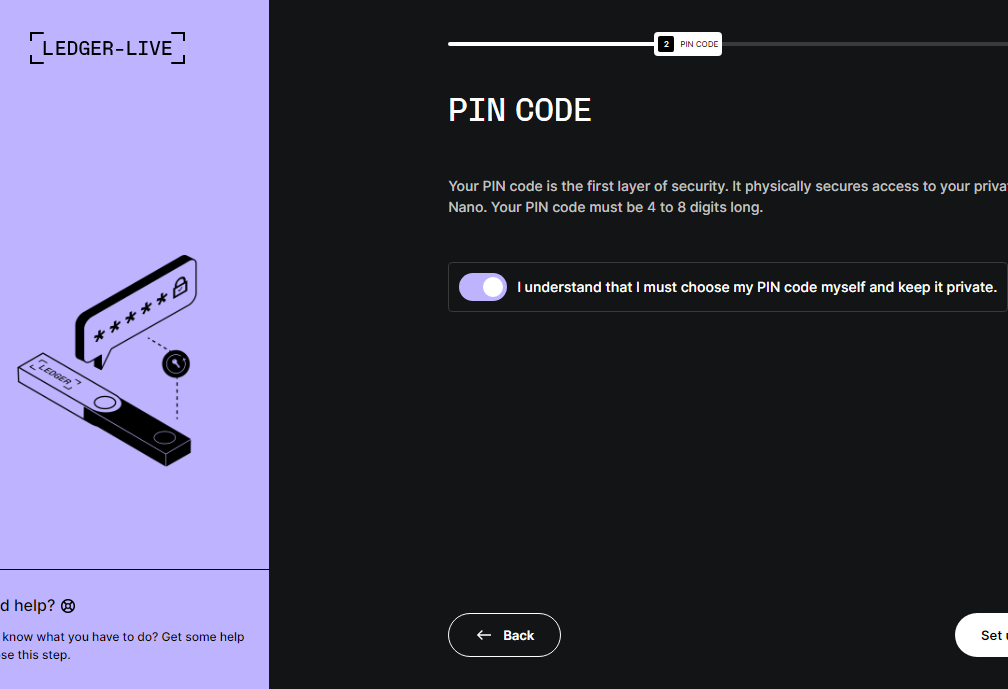 LEDGER-LIVE
2 PIN CODE
PIN CODE
Your PIN code is the first layer of security. It physically secures access to your priva
Nano. Your PIN code must be 4 to 8 digits long.
I understand that I must choose my PIN code myself and keep it private.
*****
LEDGER
d help?
know what you have to do? Get some help
se this step.
Back
Set u